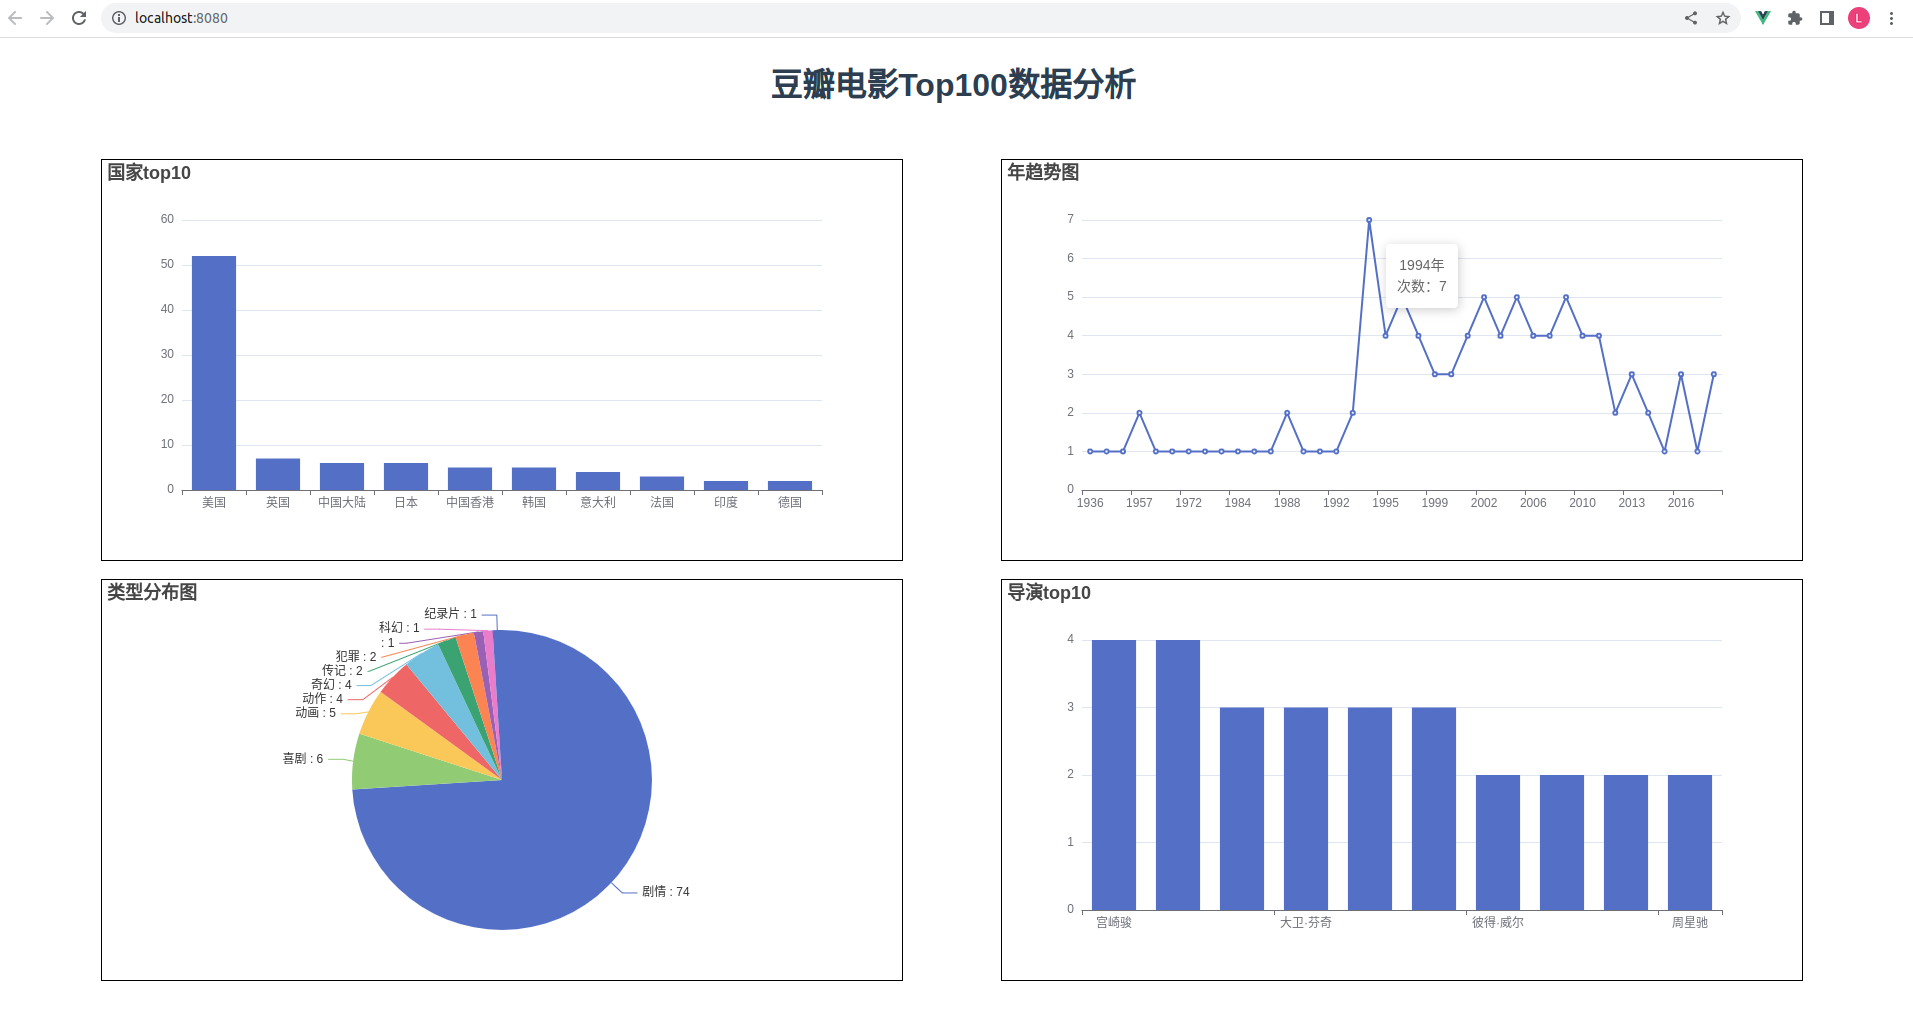 localhost:8080
L
豆瓣电影Top100数据分析
国家top10
60
50
40
30
20
10
0
美国 英国 中国大陆 日本 中国香港 韩国 意大利 法国 印度 德国
年趋势图
7
6
5
4
3
2
1
0
1994年
次数：7
1936 1957 1972 1984 1988 1992 1995 1999 2002 2006 2010 2013 2016
类型分布图
纪录片 : 1
科幻 : 1
: 1
犯罪 : 2
传记 : 2
奇幻 : 4
动作 : 4
动画 : 5
喜剧 : 6
剧情 : 74
导演top10
4
3
2
1
0
宫崎骏 大卫·芬奇 彼得·威尔 周星驰